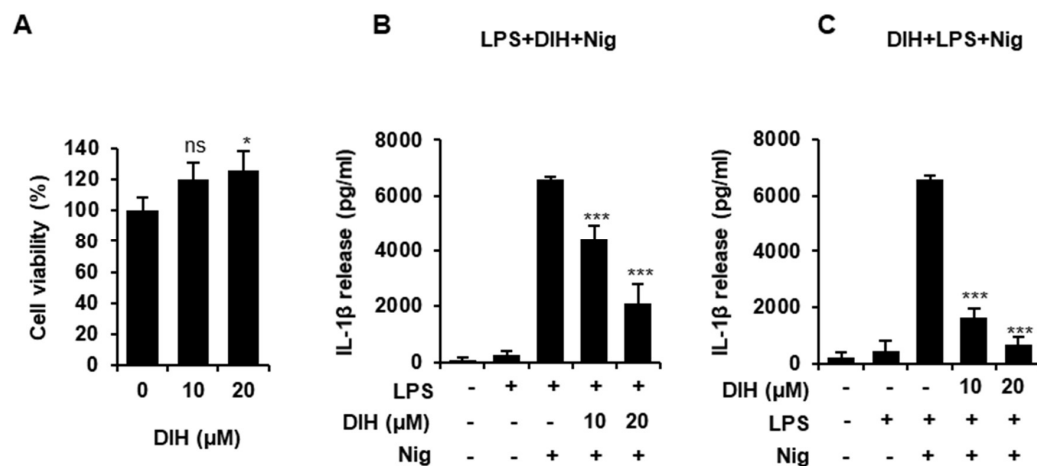 A
Cell viability (%)
140
120
100
80
60
40
20
0
ns
*
0 10 20
DIH (µM)
B
LPS+DIH+Nig
IL-1β release (pg/ml)
8000
6000
4000
2000
0
***
***
LPS - + + + +
DIH (µM) - - - 10 20
Nig - - + + +
C
DIH+LPS+Nig
IL-1β release (pg/ml)
8000
6000
4000
2000
0
***
***
DIH (µM) - - - 10 20
LPS - + + + +
Nig - - + + +